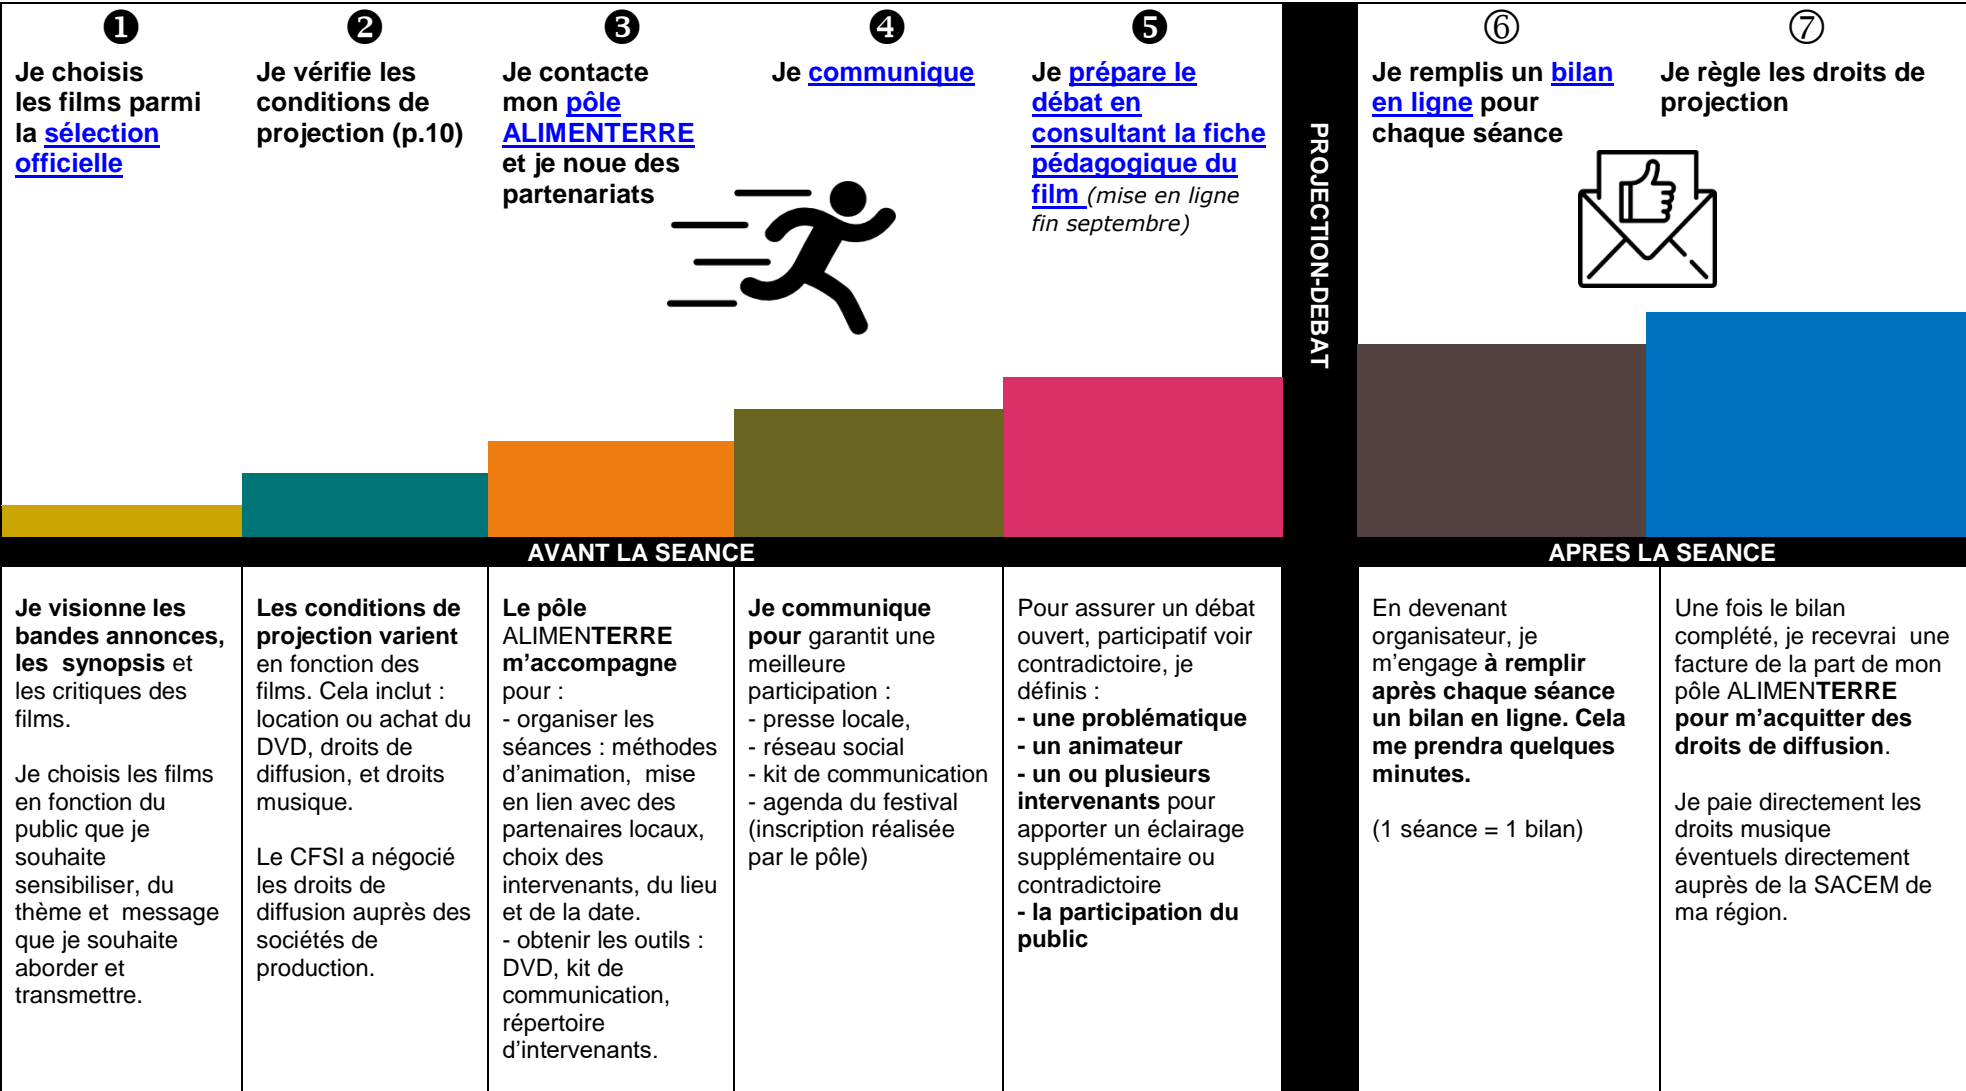 ❶
Je choisis
les films parmi
la sélection
officielle
❷
Je vérifie les
conditions de
projection (p.10)
❸
Je contacte
mon pôle
ALIMENTERRE
et je noue des
partenariats
❹
Je communique
❺
Je prépare le
débat en
consultant la fiche
pédagogique du
film (mise en ligne
fin septembre)
PROJECTION-DEBAT
⑥
Je remplis un bilan
en ligne pour
chaque séance
⑦
Je règle les droits de
projection
AVANT LA SEANCE
APRES LA SEANCE
Je visionne les
bandes annonces,
les synopsis et
les critiques des
films.
Je choisis les films
en fonction du
public que je
souhaite
sensibiliser, du
thème et message
que je souhaite
aborder et
transmettre.
Les conditions de
projection varient
en fonction des
films. Cela inclut :
location ou achat du
DVD, droits de
diffusion, et droits
musique.
Le CFSI a négocié
les droits de
diffusion auprès des
sociétés de
production.
Le pôle
ALIMENTERRE
m’accompagne
pour :
- organiser les
séances : méthodes
d’animation, mise
en lien avec des
partenaires locaux,
choix des
intervenants, du lieu
et de la date.
- obtenir les outils :
DVD, kit de
communication,
répertoire
d’intervenants.
Je communique
pour garantit une
meilleure
participation :
- presse locale,
- réseau social
- kit de communication
- agenda du festival
(inscription réalisée
par le pôle)
Pour assurer un débat
ouvert, participatif voir
contradictoire, je
définis :
- une problématique
- un animateur
- un ou plusieurs
intervenants pour
apporter un éclairage
supplémentaire ou
contradictoire
- la participation du
public
En devenant
organisateur, je
m’engage à remplir
après chaque séance
un bilan en ligne. Cela
me prendra quelques
minutes.
(1 séance = 1 bilan)
Une fois le bilan
complété, je recevrai une
facture de la part de mon
pôle ALIMENTERRE
pour m’acquitter des
droits de diffusion.
Je paie directement les
droits musique
éventuels directement
auprès de la SACEM de
ma région.